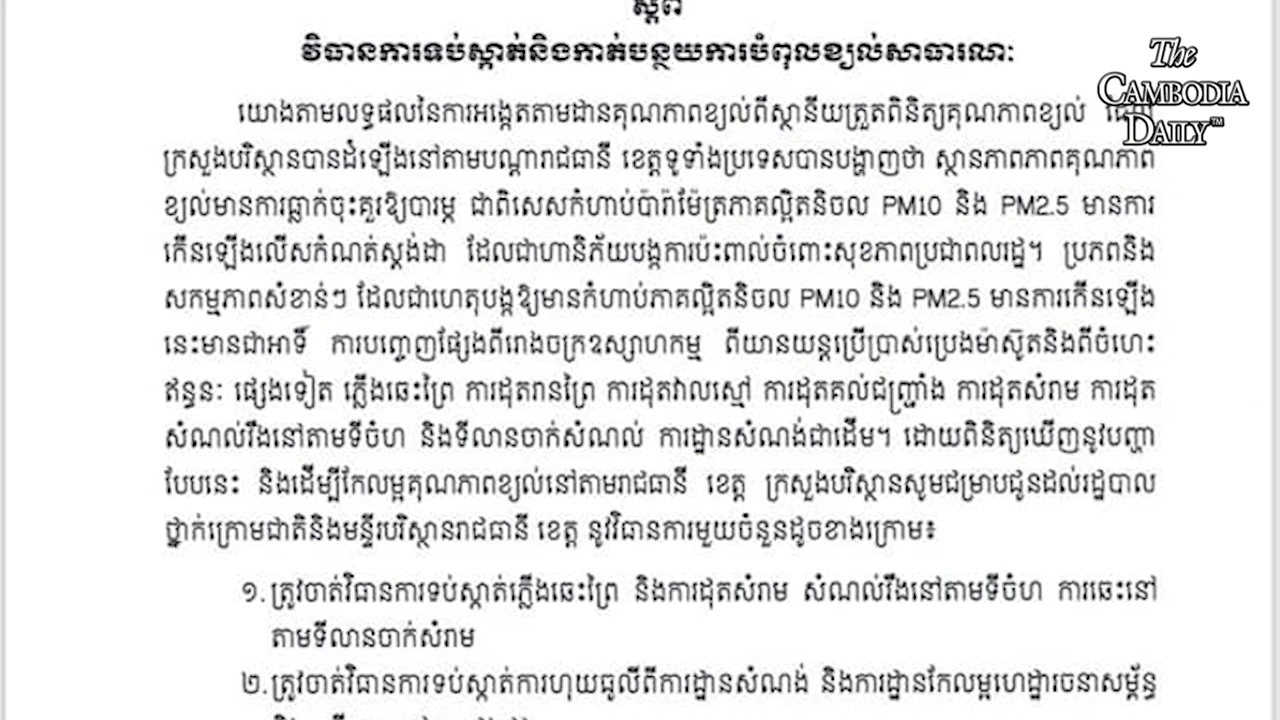 ស្តីពី
វិធានការទប់ស្កាត់និងកាត់បន្ថយការបំពុលខ្យល់សាធារណៈ
The
CAMBODIA
DAILY™
យោងតាមលទ្ធផលនៃការអង្កេតតាមដានគុណភាពខ្យល់ពីស្ថានីយត្រួតពិនិត្យគុណភាពខ្យល់
ក្រសួងបរិស្ថានបានដំឡើងនៅតាមបណ្តារាជធានី ខេត្តទូទាំងប្រទេសបានបង្ហាញថា ស្ថានភាពភាពគុណភាព
ខ្យល់មានការធ្លាក់ចុះគួរឱ្យបារម្ភ ជាពិសេសកំហាប់ប៉ារ៉ាម៉ែត្រភាគល្អិតនិចល PM10 និង PM2.5 មានការ
កើនឡើងលើសកំណត់ស្តង់ដា ដែលជាហានិភ័យបង្កការប៉ះពាល់ចំពោះសុខភាពប្រជាពលរដ្ឋ។ ប្រភពនិង
សកម្មភាពសំខាន់ៗ ដែលជាហេតុបង្កឱ្យមានកំហាប់ភាគល្អិតនិចល PM10 និង PM2.5 មានការកើនឡើង
នេះមានជាអាទិ៍ ការបញ្ចេញផ្សែងពីរោងចក្រឧស្សាហកម្ម ពីយានយន្តប្រើប្រាស់ប្រេងម៉ាស៊ូតនិងពីចំហេះ
ឥន្ធនៈ ផ្សេងទៀត ភ្លើងឆេះព្រៃ ការដុតរានព្រៃ ការដុតវាលស្មៅ ការដុតគល់ជញ្ជ្រាំង ការដុតសំរាម ការដុត
សំណល់រឹងនៅតាមទីចំហ និងទីលានចាក់សំណល់ ការដ្ឋានសំណង់ជាដើម។ ដោយពិនិត្យឃើញនូវបញ្ហា
បែបនេះ និងដើម្បីកែលម្អគុណភាពខ្យល់នៅតាមរាជធានី ខេត្ត ក្រសួងបរិស្ថានសូមជម្រាបជូនដល់រដ្ឋបាល
ថ្នាក់ក្រោមជាតិនិងមន្ទីរបរិស្ថានរាជធានី ខេត្ត នូវវិធានការមួយចំនួនដូចខាងក្រោម៖
១. ត្រូវចាត់វិធានការទប់ស្កាត់ភ្លើងឆេះព្រៃ និងការដុតសំរាម សំណល់រឹងនៅតាមទីចំហ ការឆេះនៅ
តាមទីលានចាក់សំរាម
២. ត្រូវចាត់វិធានការទប់ស្កាត់ការហុយធូលីពីការដ្ឋានសំណង់ និងការដ្ឋានកែលម្អហេដ្ឋារចនាសម្ព័ន្ធ